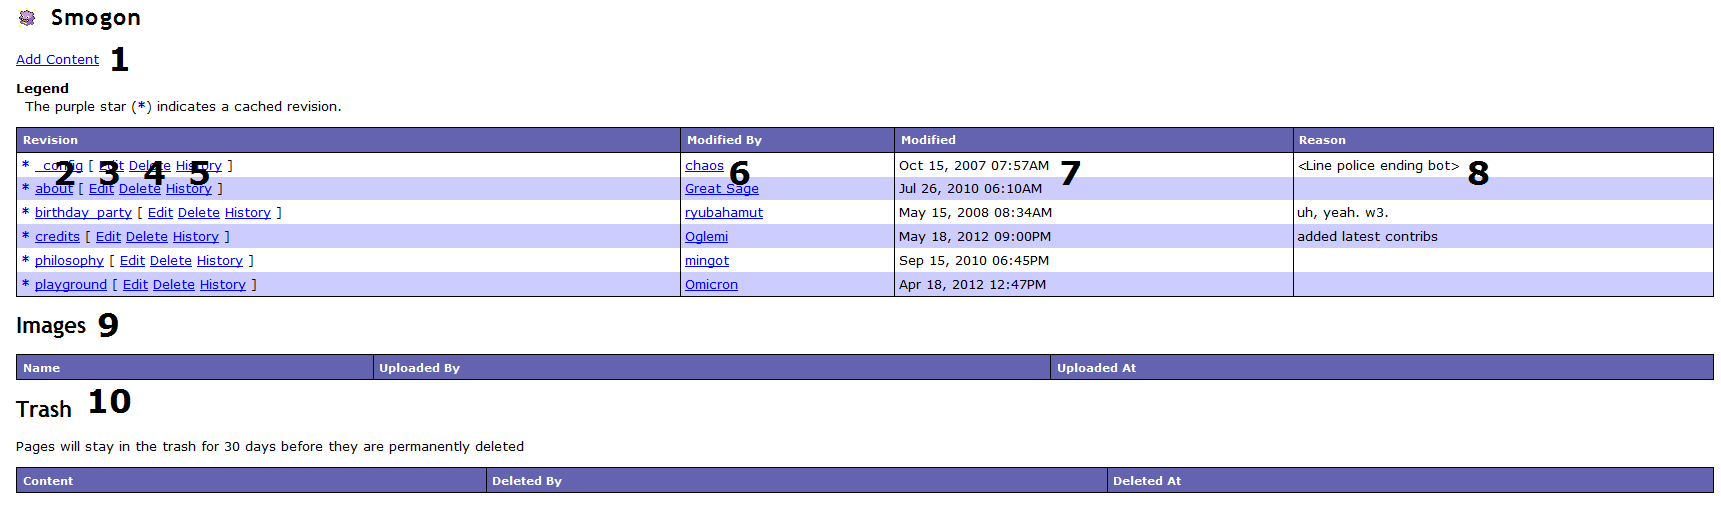 Smogon
Add Content 1
Legend
The purple star (*) indicates a cached revision.
Revision Modified By Modified Reason
* _config [ Edit Delete History ] chaos Oct 15, 2007 07:57AM <Line police ending bot>
2 3 4 5 6 7 8
* about [ Edit Delete History ] Great Sage Jul 26, 2010 06:10AM
* birthday_party [ Edit Delete History ] ryubahamut May 15, 2008 08:34AM uh, yeah. w3.
* credits [ Edit Delete History ] Oglemi May 18, 2012 09:00PM added latest contribs
* philosophy [ Edit Delete History ] mingot Sep 15, 2010 06:45PM
* playground [ Edit Delete History ] Omicron Apr 18, 2012 12:47PM
Images 9
Name Uploaded By Uploaded At
Trash 10
Pages will stay in the trash for 30 days before they are permanently deleted
Content Deleted By Deleted At